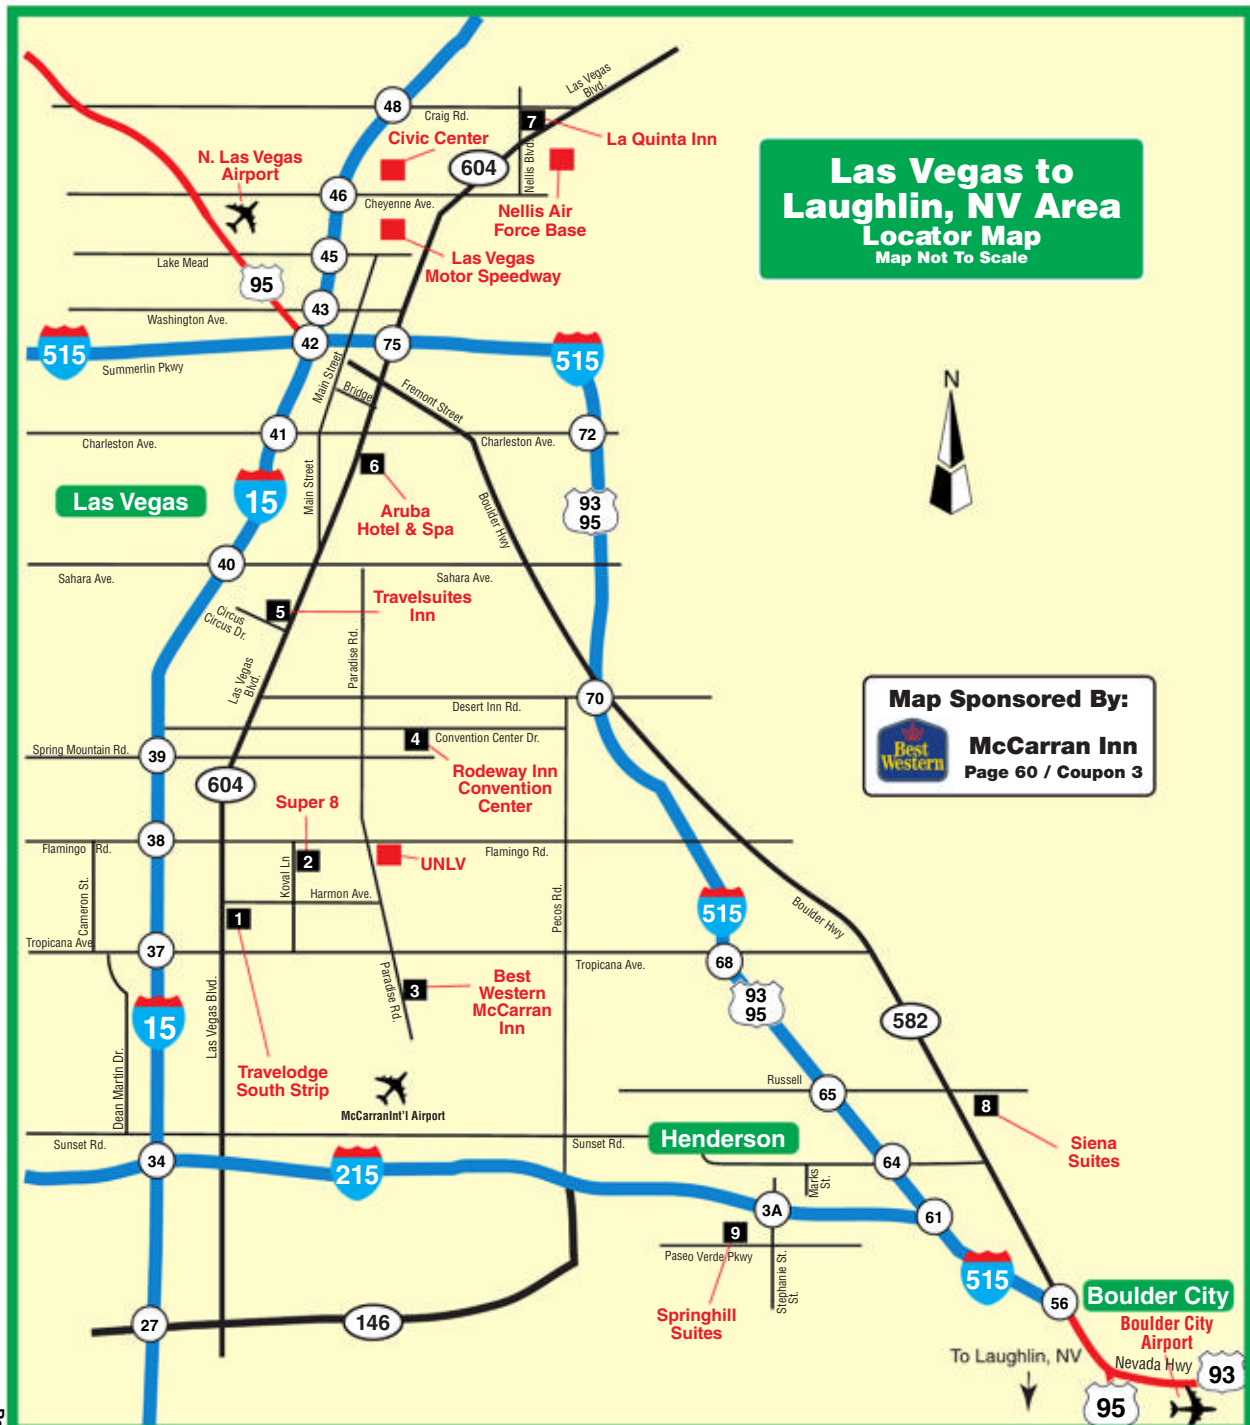 Las Vegas to
Laughlin, NV Area
Locator Map
Map Not To Scale
Las Vegas
Blvd.
48
Craig Rd.
7
La Quinta Inn
Civic Center
604
Nellis Blvd.
N. Las Vegas
Airport
46
Cheyenne Ave.
Nellis Air
Force Base
Lake Mead
45
Las Vegas
Motor Speedway
95
43
Washington Ave.
515
42
75
515
Summerlin Pkwy
Main Street
Bridge
Fremont Street
N
41
Charleston Ave.
Charleston Ave.
72
6
Las Vegas
15
Main Street
Aruba
Hotel & Spa
Boulder Hwy
93
95
40
Sahara Ave.
Sahara Ave.
5
Travelsuites
Inn
Circus
Circus Dr.
Paradise Rd.
Las Vegas
Blvd.
70
Desert Inn Rd.
Map Sponsored By:
Best
Western
McCarran Inn
Page 60 / Coupon 3
4
Convention Center Dr.
Spring Mountain Rd.
39
604
Rodeway Inn
Convention
Center
Super 8
38
Flamingo Rd.
2
UNLV
Flamingo Rd.
Cameron St.
Koval Ln
Harmon Ave.
Pecos Rd.
515
Boulder Hwy
1
Tropicana Ave
37
Tropicana Ave.
68
Paradise Rd.
3
Best
Western
McCarran
Inn
93
95
582
15
Las Vegas Blvd.
Dean Martin Dr.
Travelodge
South Strip
McCarranInt'l Airport
Russell
65
8
Siena
Suites
Sunset Rd.
Sunset Rd.
Henderson
34
215
64
Marks
St.
3A
61
9
Paseo Verde Pkwy
Stephanie St.
St.
515
Springhill
Suites
27
146
56
Boulder City
Boulder City
Airport
To Laughlin, NV
Nevada Hwy
93
95